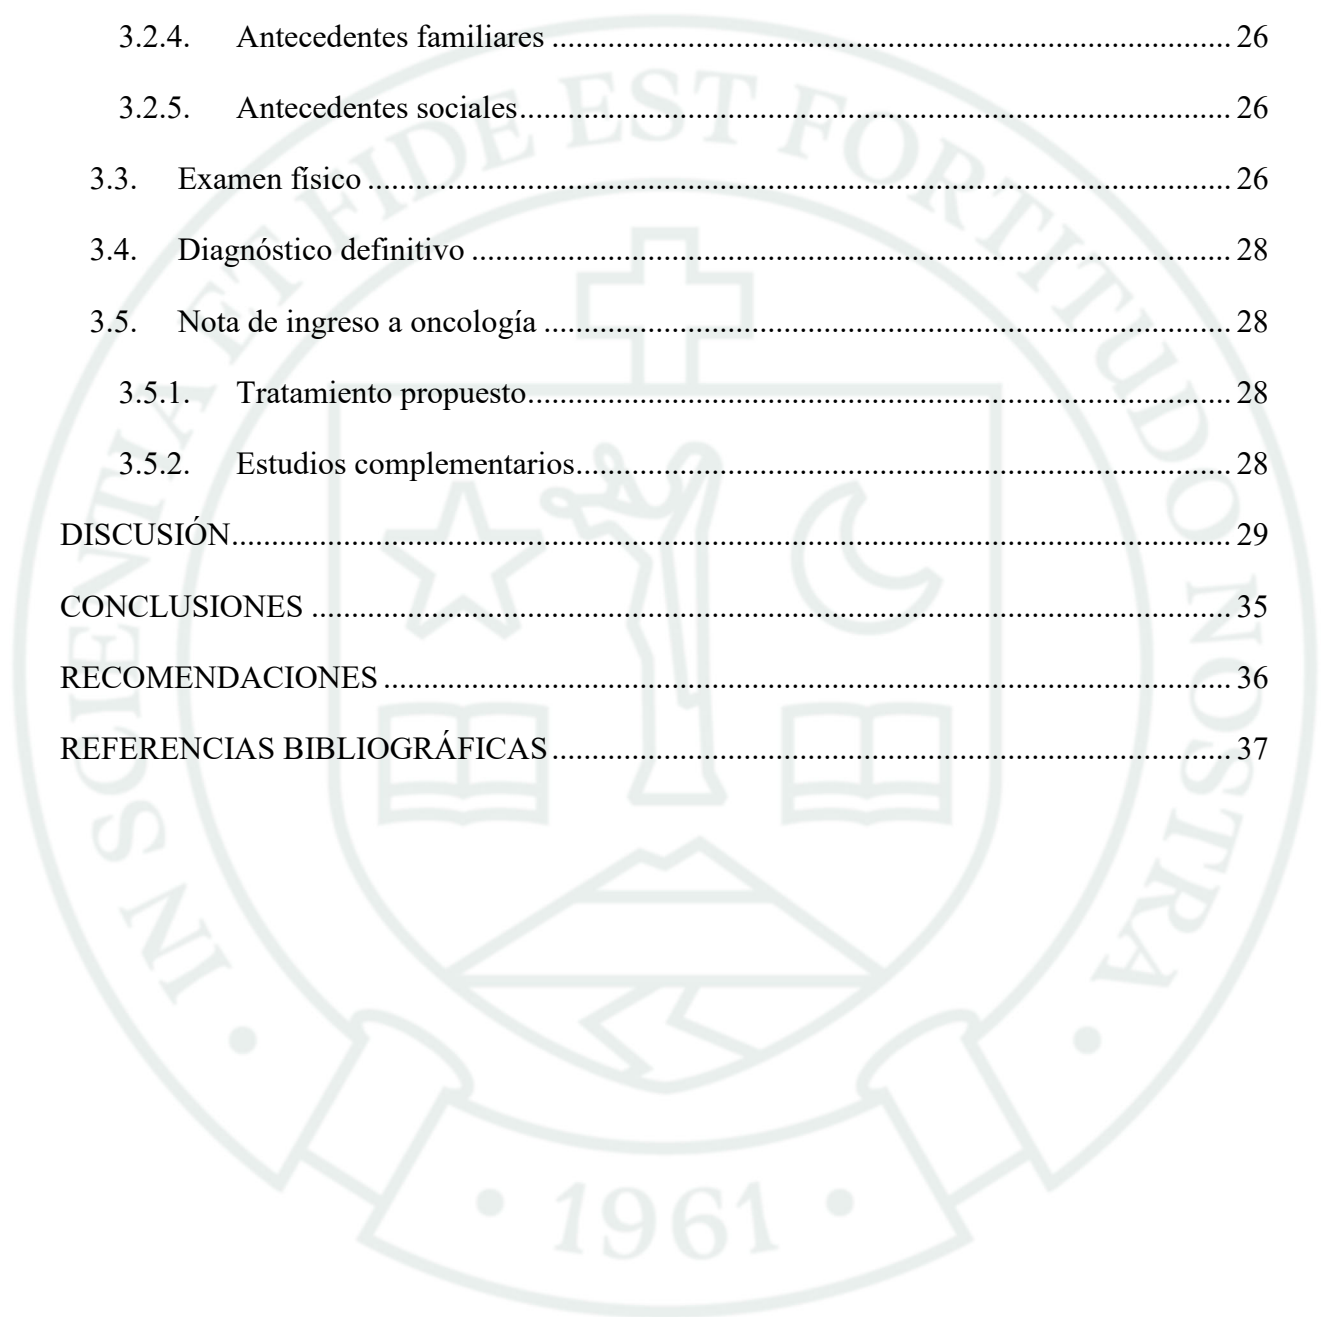 3.2.4. Antecedentes familiares ........ 26
3.2.5. Antecedentes sociales ........ 26
3.3. Examen físico ........ 26
3.4. Diagnóstico definitivo ........ 28
3.5. Nota de ingreso a oncología ........ 28
3.5.1. Tratamiento propuesto ........ 28
3.5.2. Estudios complementarios ........ 28
DISCUSIÓN ........ 29
CONCLUSIONES ........ 35
RECOMENDACIONES ........ 36
REFERENCIAS BIBLIOGRÁFICAS ........ 37
IN SCIENTIA ET FIDE EST FORTITUDO NOSTRA
• 1961 •